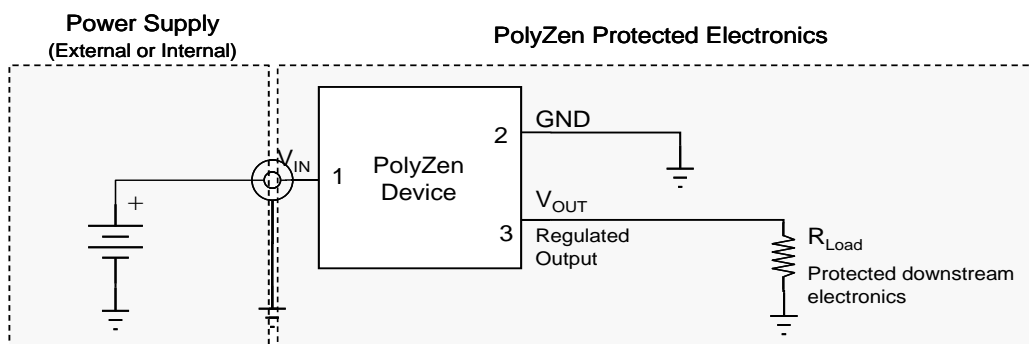 Power Supply
(External or Internal)
PolyZen Protected Electronics
GND
2
VIN
1
PolyZen
Device
+
VOUT
3
Regulated
Output
RLoad
Protected downstream
electronics